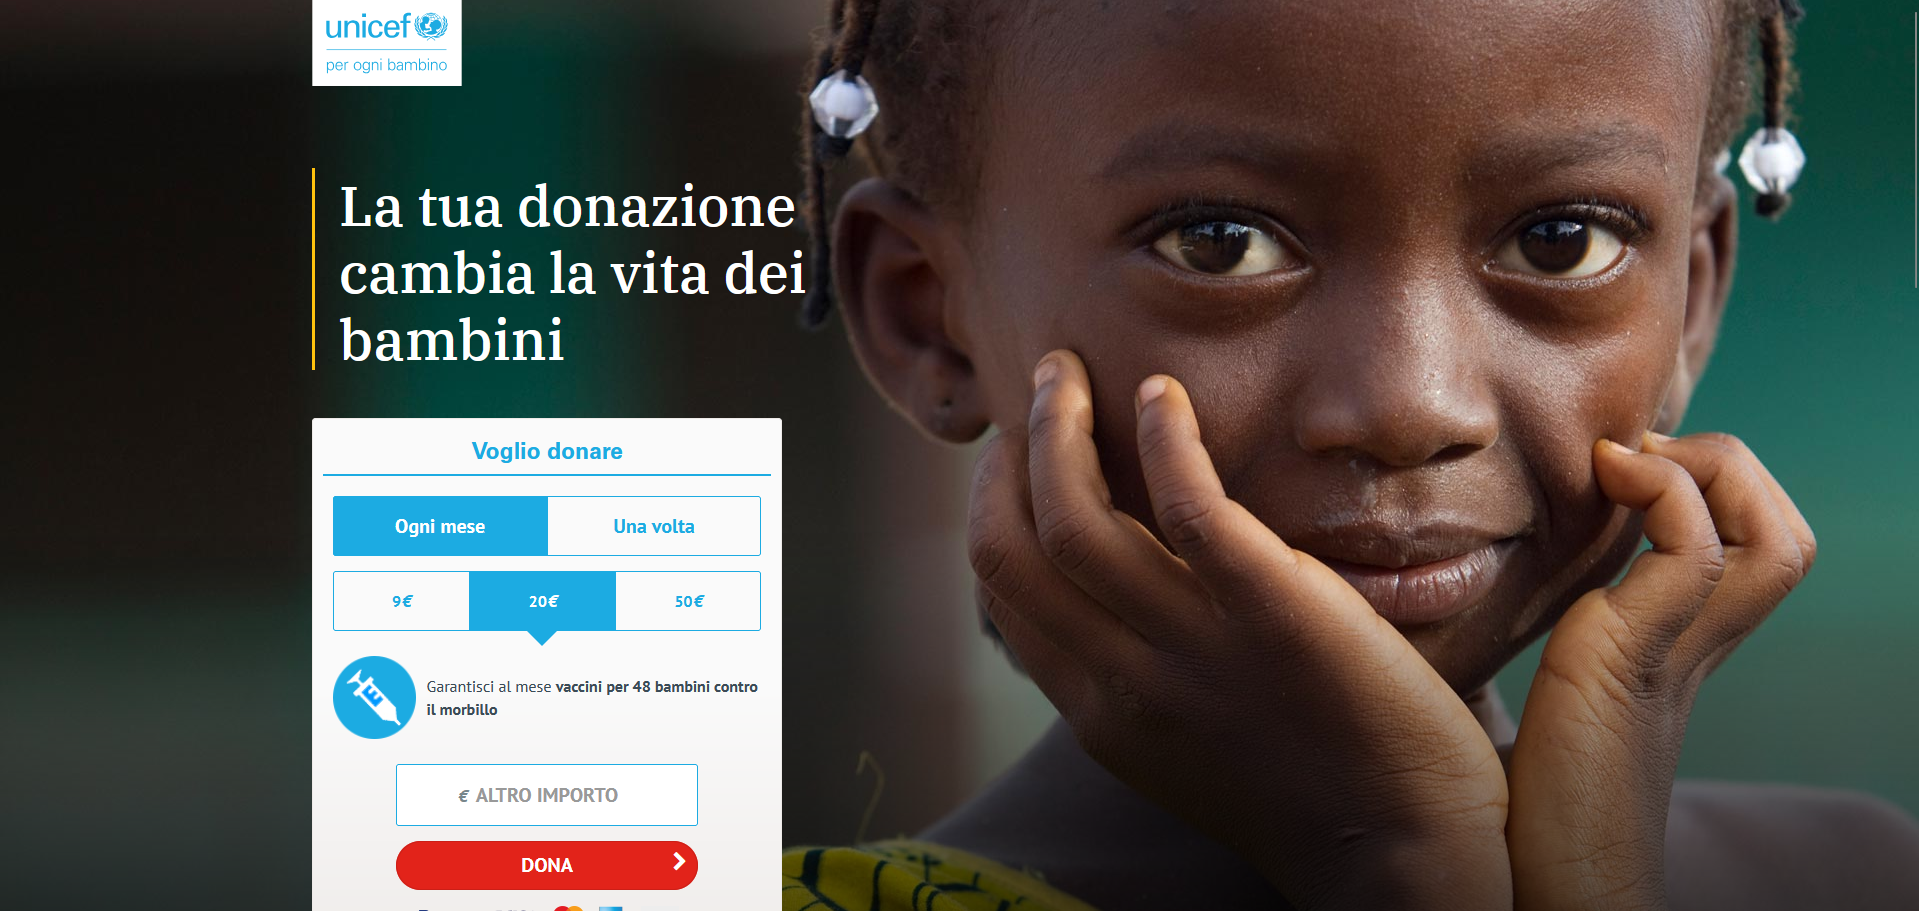 unicef
per ogni bambino
La tua donazione
cambia la vita dei
bambini
Voglio donare
Ogni mese
Una volta
9€
20€
50€
Garantisci al mese vaccini per 48 bambini contro
il morbillo
€ ALTRO IMPORTO
DONA